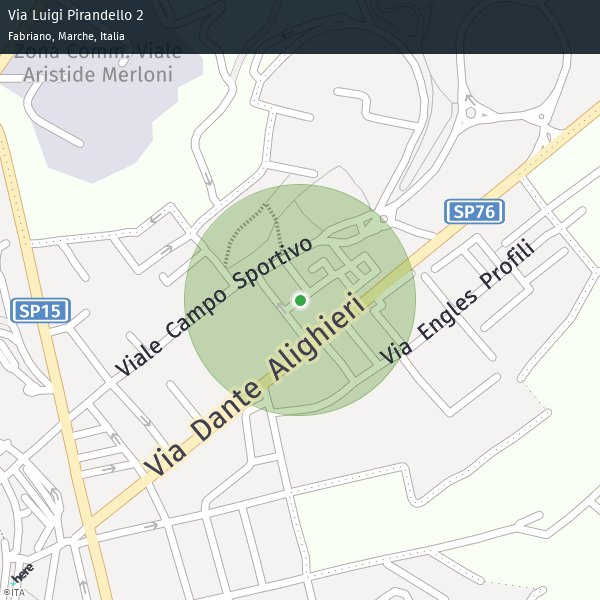 Via Luigi Pirandello 2
Fabriano, Marche, Italia
Zona Comm. Viale
Aristide Merloni
SP76
Viale Campo Sportivo
Via Engles Profili
SP15
Via Dante Alighieri
here
©ITA